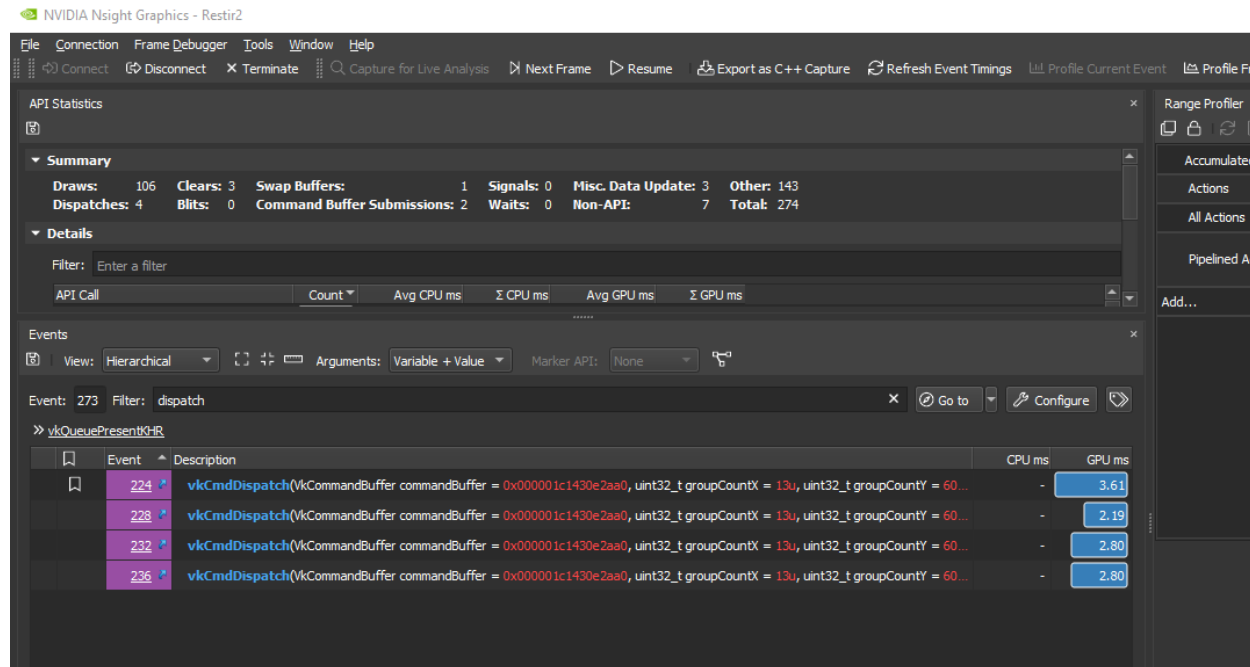 NVIDIA Nsight Graphics - Restir2
File Connection Frame Debugger Tools Window Help
Connect Disconnect Terminate Capture for Live Analysis Next Frame Resume Export as C++ Capture Refresh Event Timings Profile Current Event Profile F
API Statistics
Range Profiler
Summary
Draws: 106 Clears: 3 Swap Buffers: 1 Signals: 0 Misc. Data Update: 3 Other: 143
Dispatches: 4 Blits: 0 Command Buffer Submissions: 2 Waits: 0 Non-API: 7 Total: 274
Details
Filter: Enter a filter
API Call Count Avg CPU ms Σ CPU ms Avg GPU ms Σ GPU ms
Accumulated
Actions
All Actions
Pipelined A
Add...
Events
View: Hierarchical Arguments: Variable + Value Marker API: None
Event: 273 Filter: dispatch Go to Configure
» vkQueuePresentKHR
Event Description CPU ms GPU ms
224 vkCmdDispatch(VkCommandBuffer commandBuffer = 0x000001c1430e2aa0, uint32_t groupCountX = 13u, uint32_t groupCountY = 60... - 3.61
228 vkCmdDispatch(VkCommandBuffer commandBuffer = 0x000001c1430e2aa0, uint32_t groupCountX = 13u, uint32_t groupCountY = 60... - 2.19
232 vkCmdDispatch(VkCommandBuffer commandBuffer = 0x000001c1430e2aa0, uint32_t groupCountX = 13u, uint32_t groupCountY = 60... - 2.80
236 vkCmdDispatch(VkCommandBuffer commandBuffer = 0x000001c1430e2aa0, uint32_t groupCountX = 13u, uint32_t groupCountY = 60... - 2.80